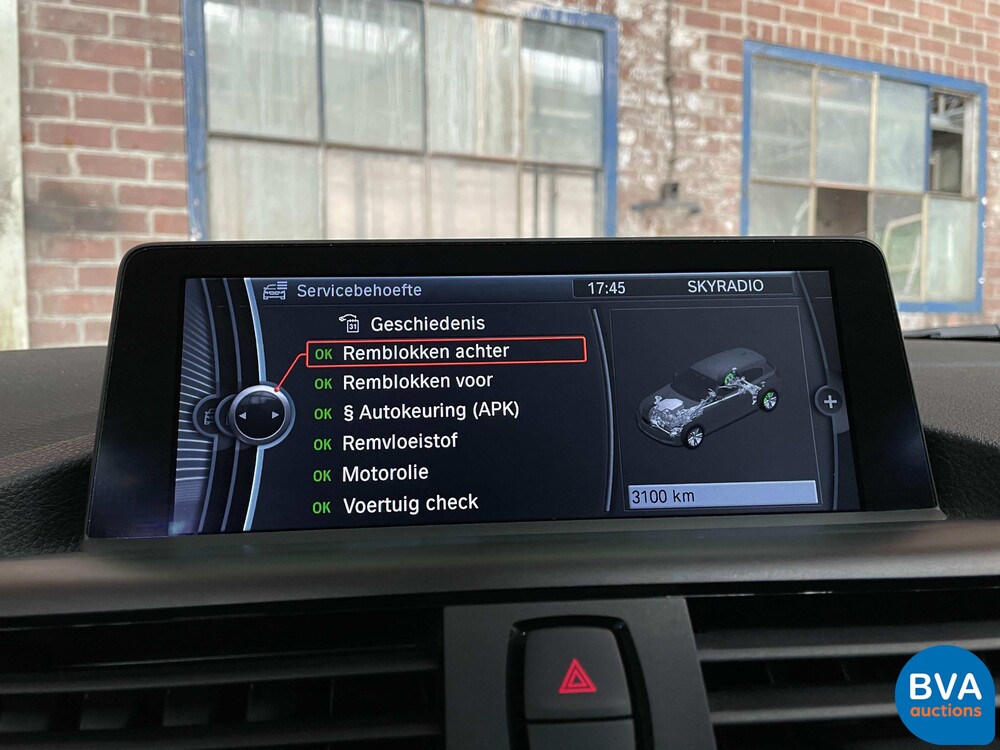 Servicebehoefte 17:45 SKYRADIO
31 Geschiedenis
OK Remblokken achter
OK Remblokken voor
OK § Autokeuring (APK)
OK Remvloeistof
OK Motorolie
OK Voertuig check
3100 km
BVA
auctions